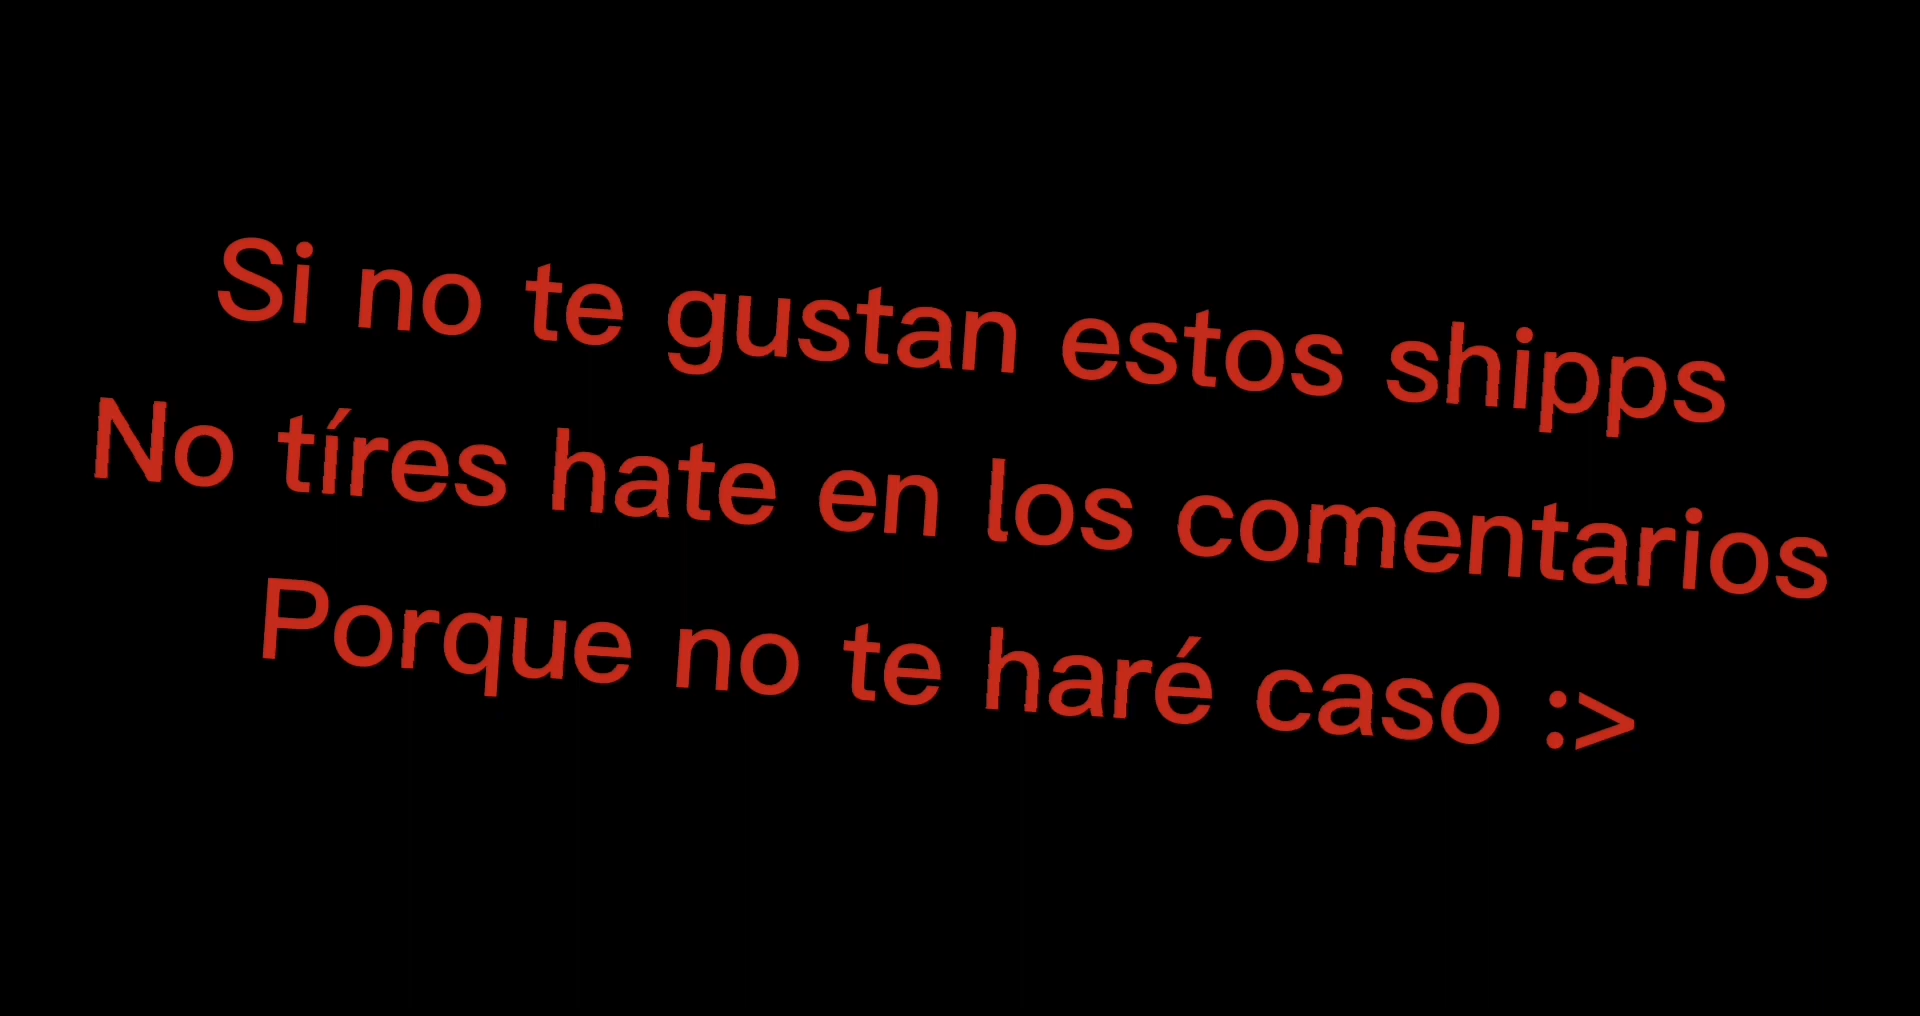 Si no te gustan estos shipps
No tíres hate en los comentarios
Porque no te haré caso :>